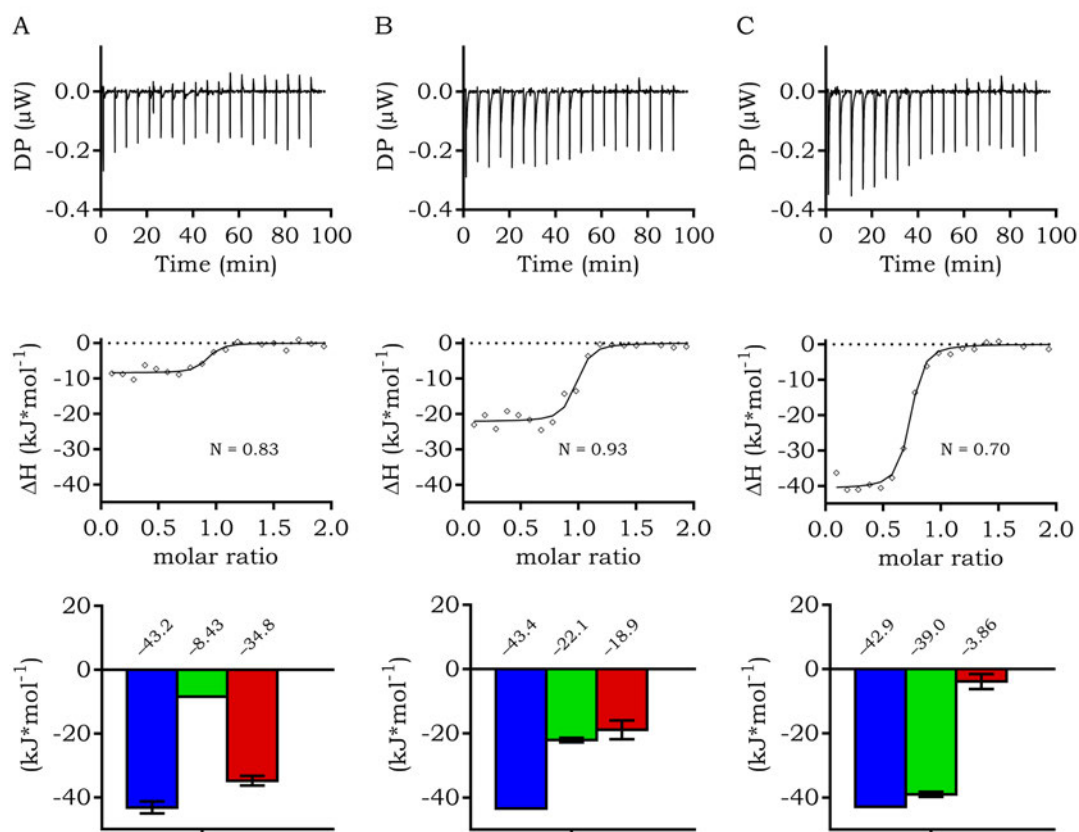 A
B
C
DP (µW)
0.0
-0.2
-0.4
0 20 40 60 80 100
Time (min)
DP (µW)
0.0
-0.2
-0.4
0 20 40 60 80 100
Time (min)
DP (µW)
0.0
-0.2
-0.4
0 20 40 60 80 100
Time (min)
ΔH (kJ*mol⁻¹)
0
-10
-20
-30
-40
N = 0.83
0.0 0.5 1.0 1.5 2.0
molar ratio
ΔH (kJ*mol⁻¹)
0
-10
-20
-30
-40
N = 0.93
0.0 0.5 1.0 1.5 2.0
molar ratio
ΔH (kJ*mol⁻¹)
0
-10
-20
-30
-40
N = 0.70
0.0 0.5 1.0 1.5 2.0
molar ratio
(kJ*mol⁻¹)
20
0
-20
-40
–43.2 –8.43 –34.8
(kJ*mol⁻¹)
20
0
-20
-40
–43.4 –22.1 –18.9
(kJ*mol⁻¹)
20
0
-20
-40
–42.9 –39.0 –3.86